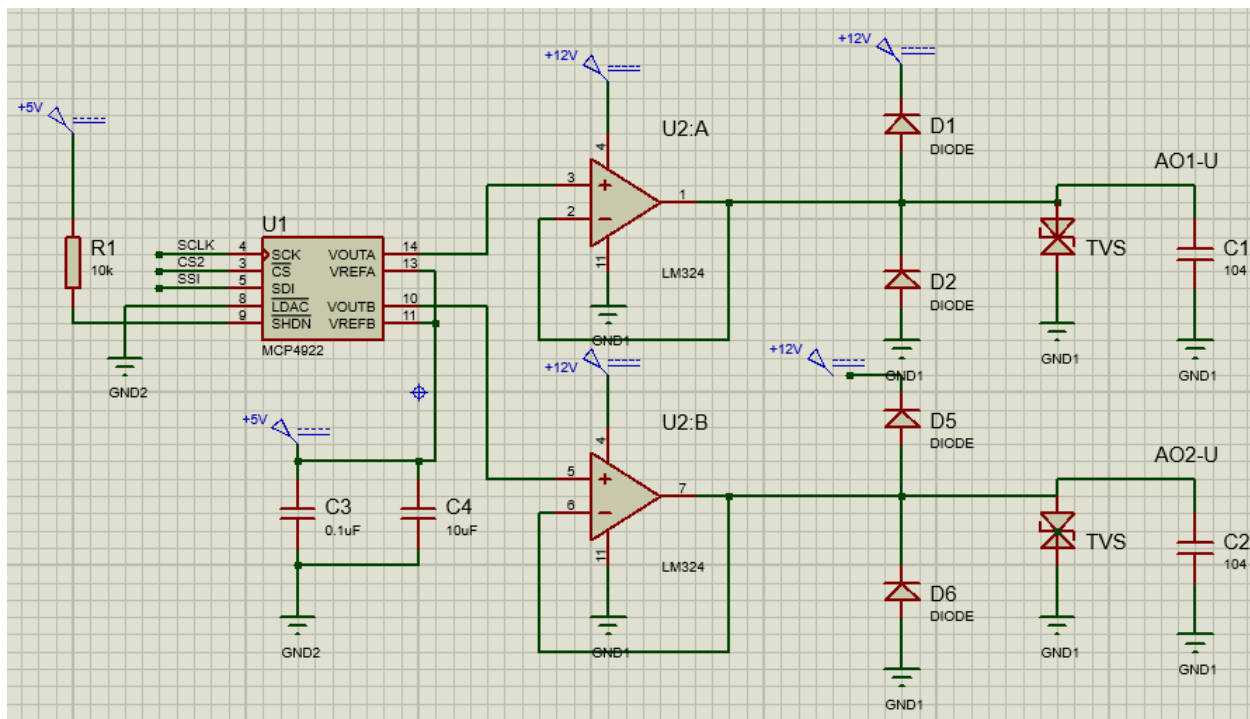 +5V
R1
10k
SCLK
CS2
SSI
U1
4
3
5
8
9
SCK
CS
SDI
LDAC
SHDN
VOUTA
VREFA
VOUTB
VREFB
14
13
10
11
MCP4922
GND2
+5V
C3
0.1uF
C4
10uF
GND2
+12V
U2:A
4
3
2
1
11
LM324
GND1
+12V
D1
DIODE
D2
DIODE
GND1
AO1-U
TVS
GND1
C1
104
GND1
+12V
U2:B
4
5
6
7
11
LM324
GND1
+12V
D5
DIODE
D6
DIODE
GND1
AO2-U
TVS
GND1
C2
104
GND1